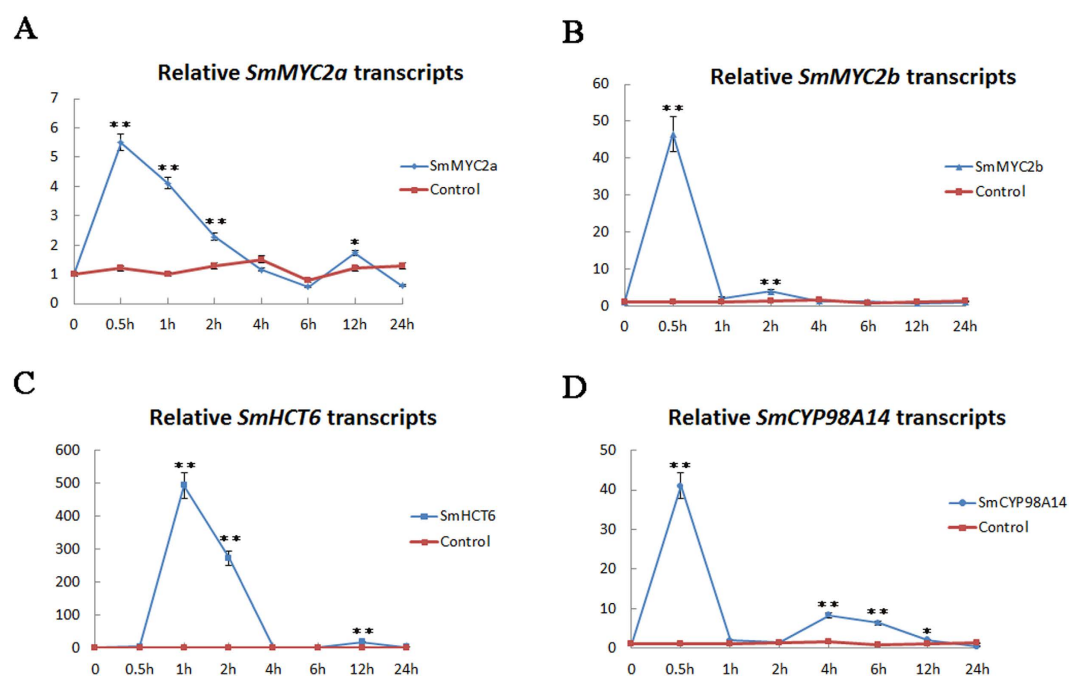 A
Relative SmMYC2a transcripts
7
6
5
4
3
2
1
0
**
**
**
*
SmMYC2a
Control
0 0.5h 1h 2h 4h 6h 12h 24h
B
Relative SmMYC2b transcripts
60
50
40
30
20
10
0
**
**
SmMYC2b
Control
0 0.5h 1h 2h 4h 6h 12h 24h
C
Relative SmHCT6 transcripts
600
500
400
300
200
100
0
**
**
**
SmHCT6
Control
0 0.5h 1h 2h 4h 6h 12h 24h
D
Relative SmCYP98A14 transcripts
50
40
30
20
10
0
**
**
**
*
SmCYP98A14
Control
0 0.5h 1h 2h 4h 6h 12h 24h